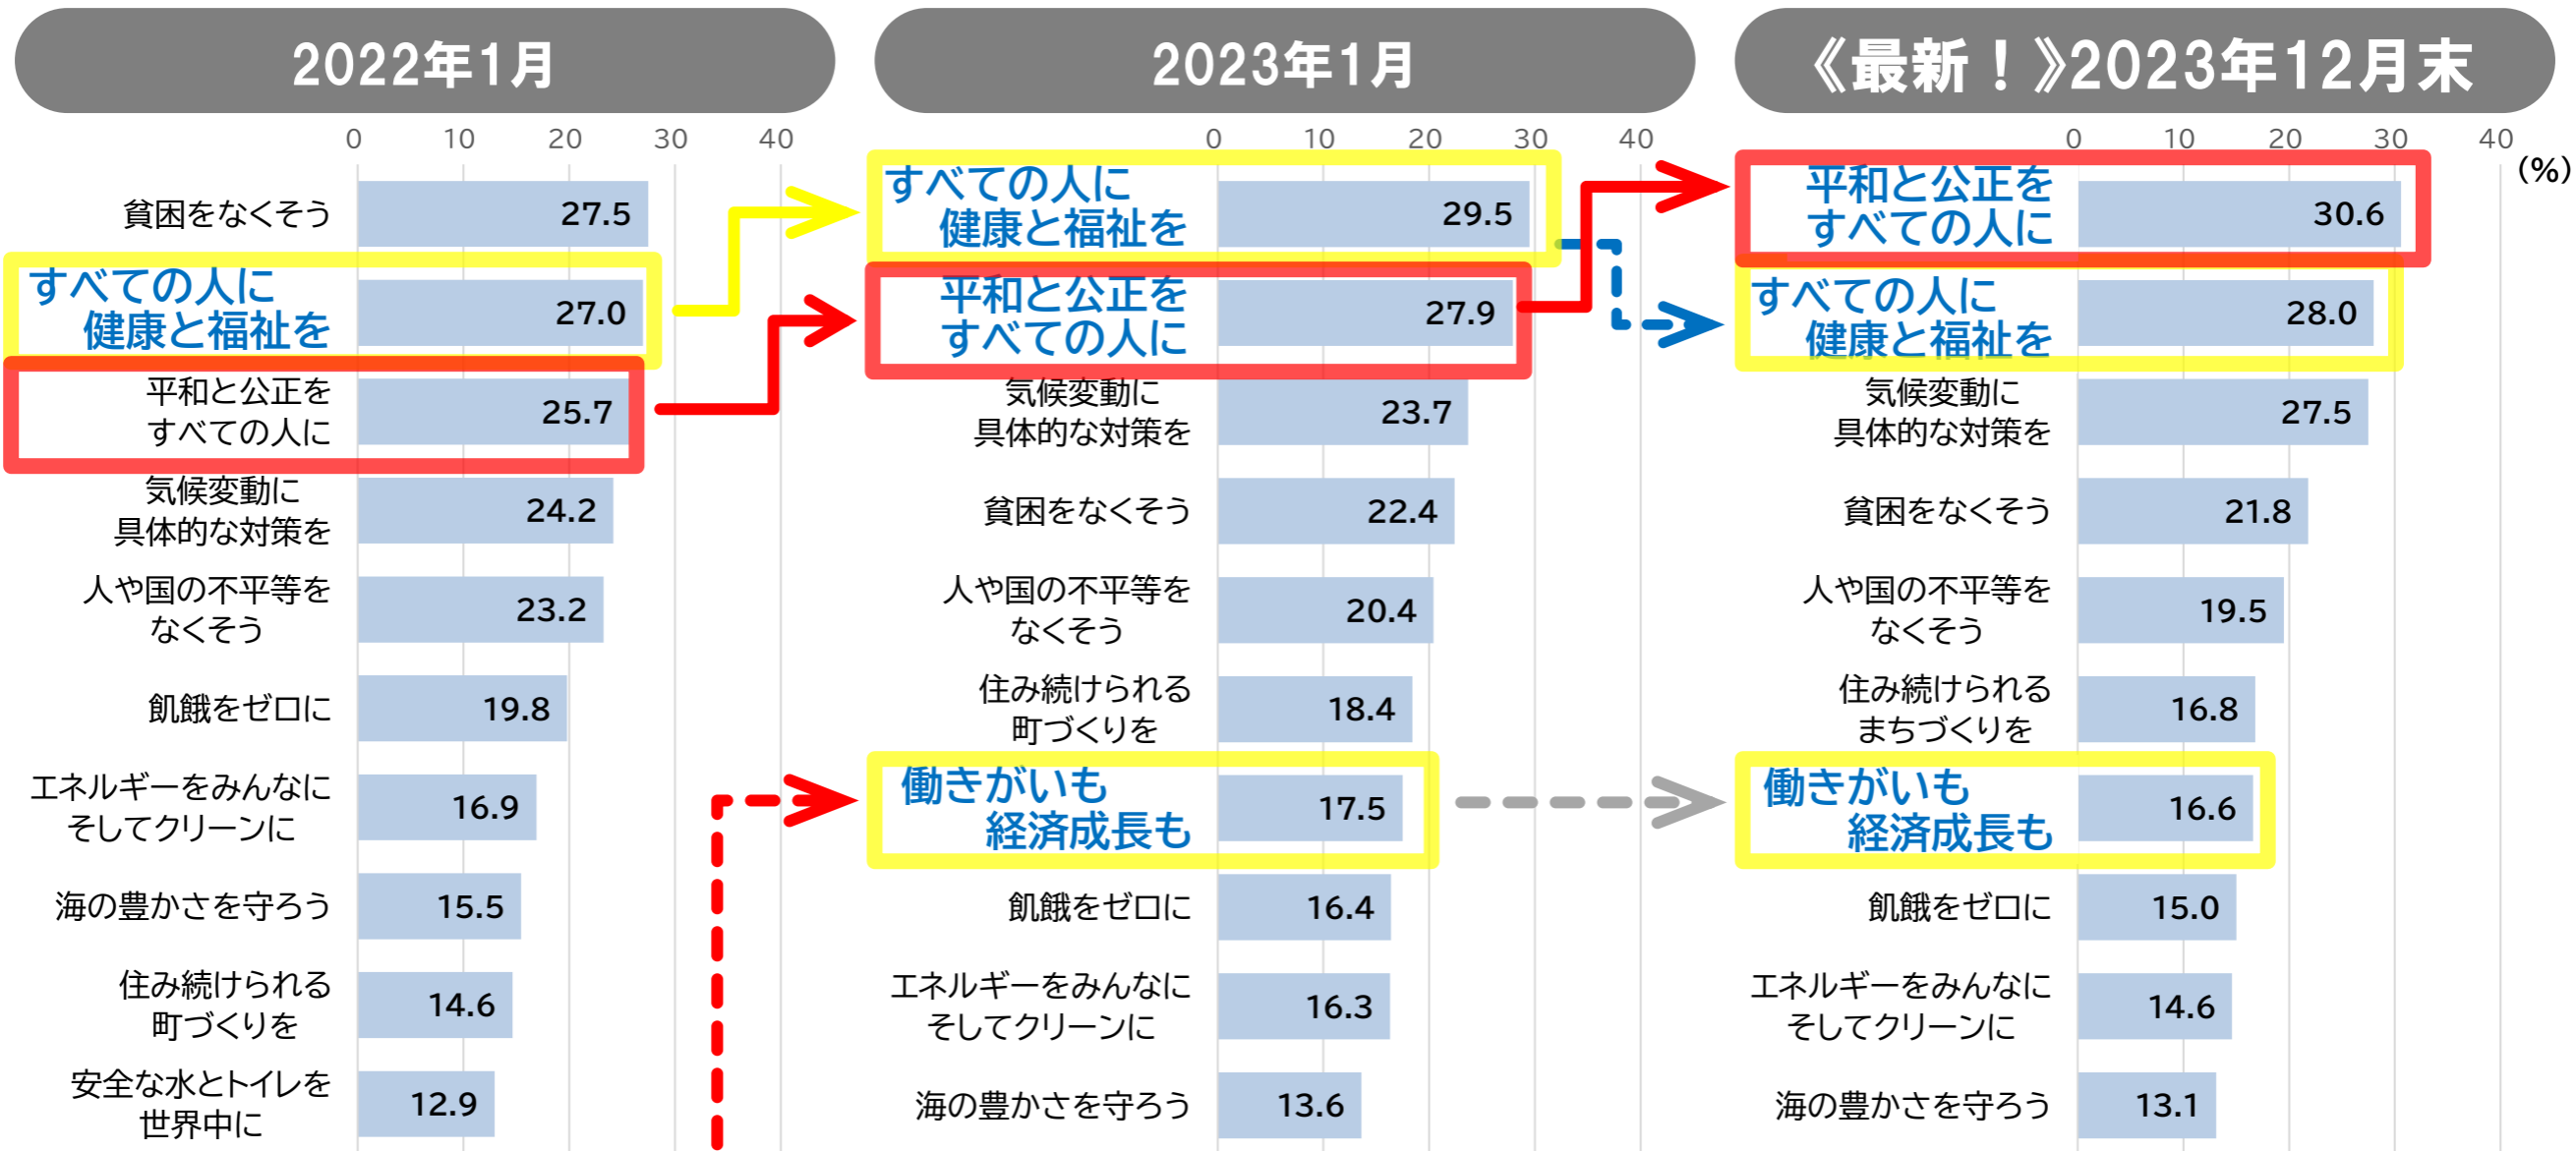 2022年1月
0 10 20 30 40
貧困をなくそう
27.5
すべての人に
健康と福祉を
27.0
平和と公正を
すべての人に
25.7
気候変動に
具体的な対策を
24.2
人や国の不平等を
なくそう
23.2
飢餓をゼロに
19.8
エネルギーをみんなに
そしてクリーンに
16.9
海の豊かさを守ろう
15.5
住み続けられる
町づくりを
14.6
安全な水とトイレを
世界中に
12.9
2023年1月
0 10 20 30 40
すべての人に
健康と福祉を
29.5
平和と公正を
すべての人に
27.9
気候変動に
具体的な対策を
23.7
貧困をなくそう
22.4
人や国の不平等を
なくそう
20.4
住み続けられる
町づくりを
18.4
働きがいも
経済成長も
17.5
飢餓をゼロに
16.4
エネルギーをみんなに
そしてクリーンに
16.3
海の豊かさを守ろう
13.6
《最新！》2023年12月末
0 10 20 30 40
(%)
平和と公正を
すべての人に
30.6
すべての人に
健康と福祉を
28.0
気候変動に
具体的な対策を
27.5
貧困をなくそう
21.8
人や国の不平等を
なくそう
19.5
住み続けられる
まちづくりを
16.8
働きがいも
経済成長も
16.6
飢餓をゼロに
15.0
エネルギーをみんなに
そしてクリーンに
14.6
海の豊かさを守ろう
13.1